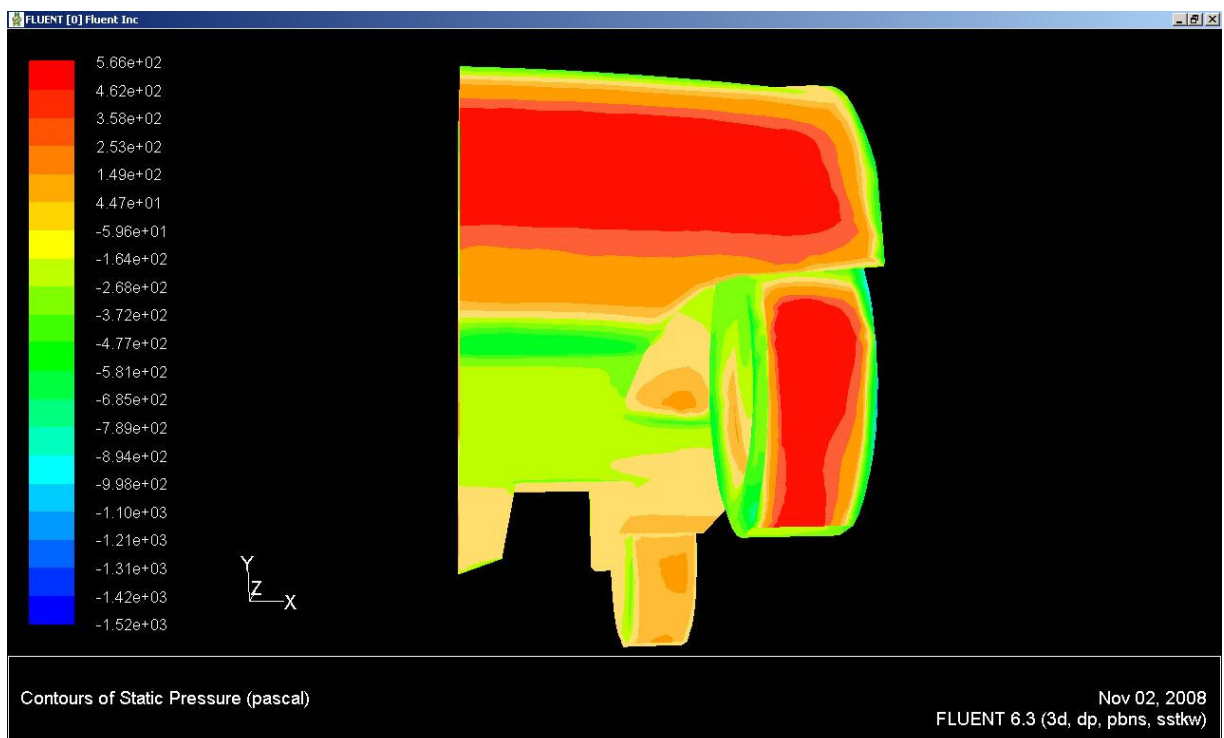 FLUENT [0] Fluent Inc
5.66e+02
4.62e+02
3.58e+02
2.53e+02
1.49e+02
4.47e+01
-5.96e+01
-1.64e+02
-2.68e+02
-3.72e+02
-4.77e+02
-5.81e+02
-6.85e+02
-7.89e+02
-8.94e+02
-9.98e+02
-1.10e+03
-1.21e+03
-1.31e+03
-1.42e+03
-1.52e+03
Y
Z
X
Contours of Static Pressure (pascal)
Nov 02, 2008
FLUENT 6.3 (3d, dp, pbns, sstkw)